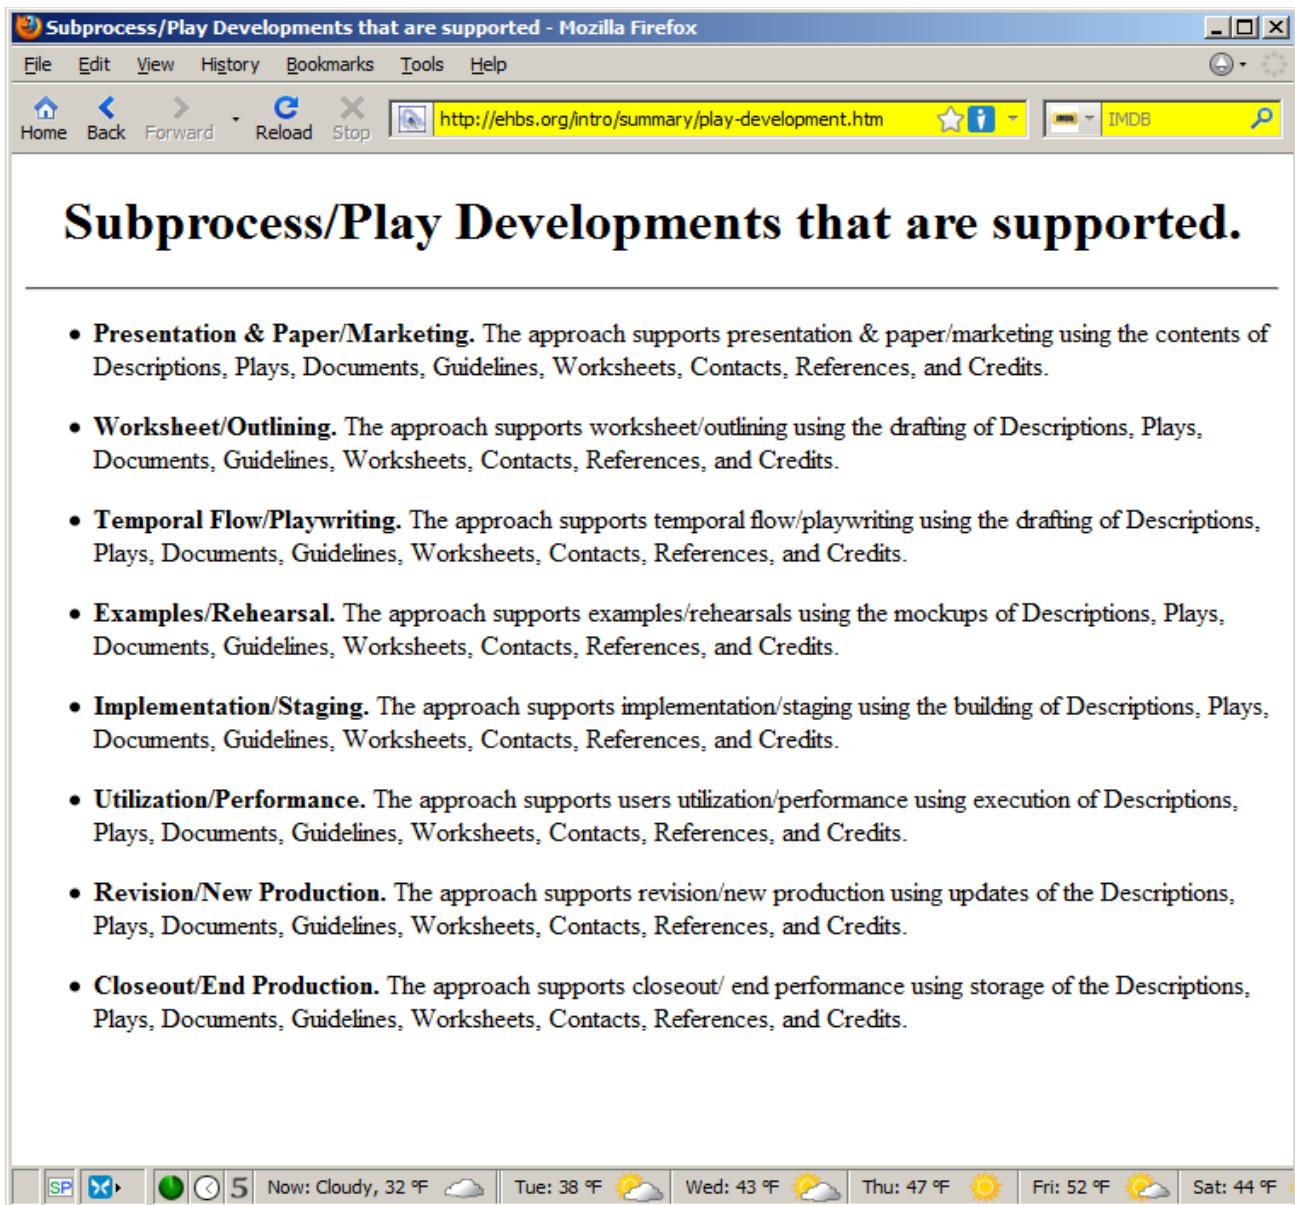 Subprocess/Play Developments that are supported - Mozilla Firefox
File Edit View History Bookmarks Tools Help
Home Back Forward Reload Stop http://ehbs.org/intro/summary/play-development.htm IMDB
Subprocess/Play Developments that are supported.
• Presentation & Paper/Marketing. The approach supports presentation & paper/marketing using the contents of
Descriptions, Plays, Documents, Guidelines, Worksheets, Contacts, References, and Credits.
• Worksheet/Outlining. The approach supports worksheet/outlining using the drafting of Descriptions, Plays,
Documents, Guidelines, Worksheets, Contacts, References, and Credits.
• Temporal Flow/Playwriting. The approach supports temporal flow/playwriting using the drafting of Descriptions,
Plays, Documents, Guidelines, Worksheets, Contacts, References, and Credits.
• Examples/Rehearsal. The approach supports examples/rehearsals using the mockups of Descriptions, Plays,
Documents, Guidelines, Worksheets, Contacts, References, and Credits.
• Implementation/Staging. The approach supports implementation/staging using the building of Descriptions, Plays,
Documents, Guidelines, Worksheets, Contacts, References, and Credits.
• Utilization/Performance. The approach supports users utilization/performance using execution of Descriptions,
Plays, Documents, Guidelines, Worksheets, Contacts, References, and Credits.
• Revision/New Production. The approach supports revision/new production using updates of the Descriptions,
Plays, Documents, Guidelines, Worksheets, Contacts, References, and Credits.
• Closeout/End Production. The approach supports closeout/ end performance using storage of the Descriptions,
Plays, Documents, Guidelines, Worksheets, Contacts, References, and Credits.
SP 5 Now: Cloudy, 32 °F Tue: 38 °F Wed: 43 °F Thu: 47 °F Fri: 52 °F Sat: 44 °F